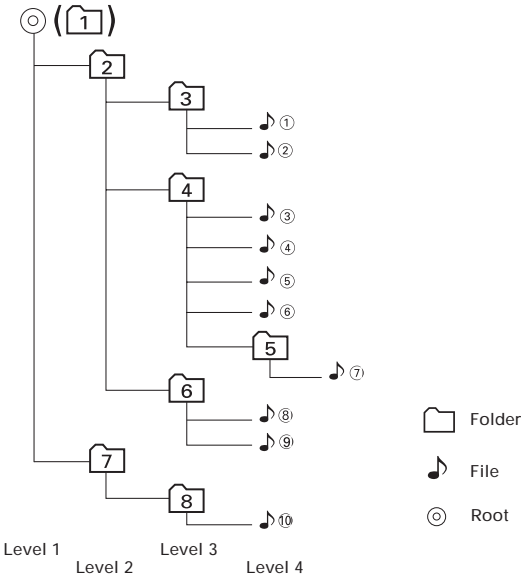 (1)
2
3
①
②
4
③
④
⑤
⑥
5
⑦
6
⑧
⑨
7
8
⑩
Folder
File
Root
Level 1
Level 2
Level 3
Level 4